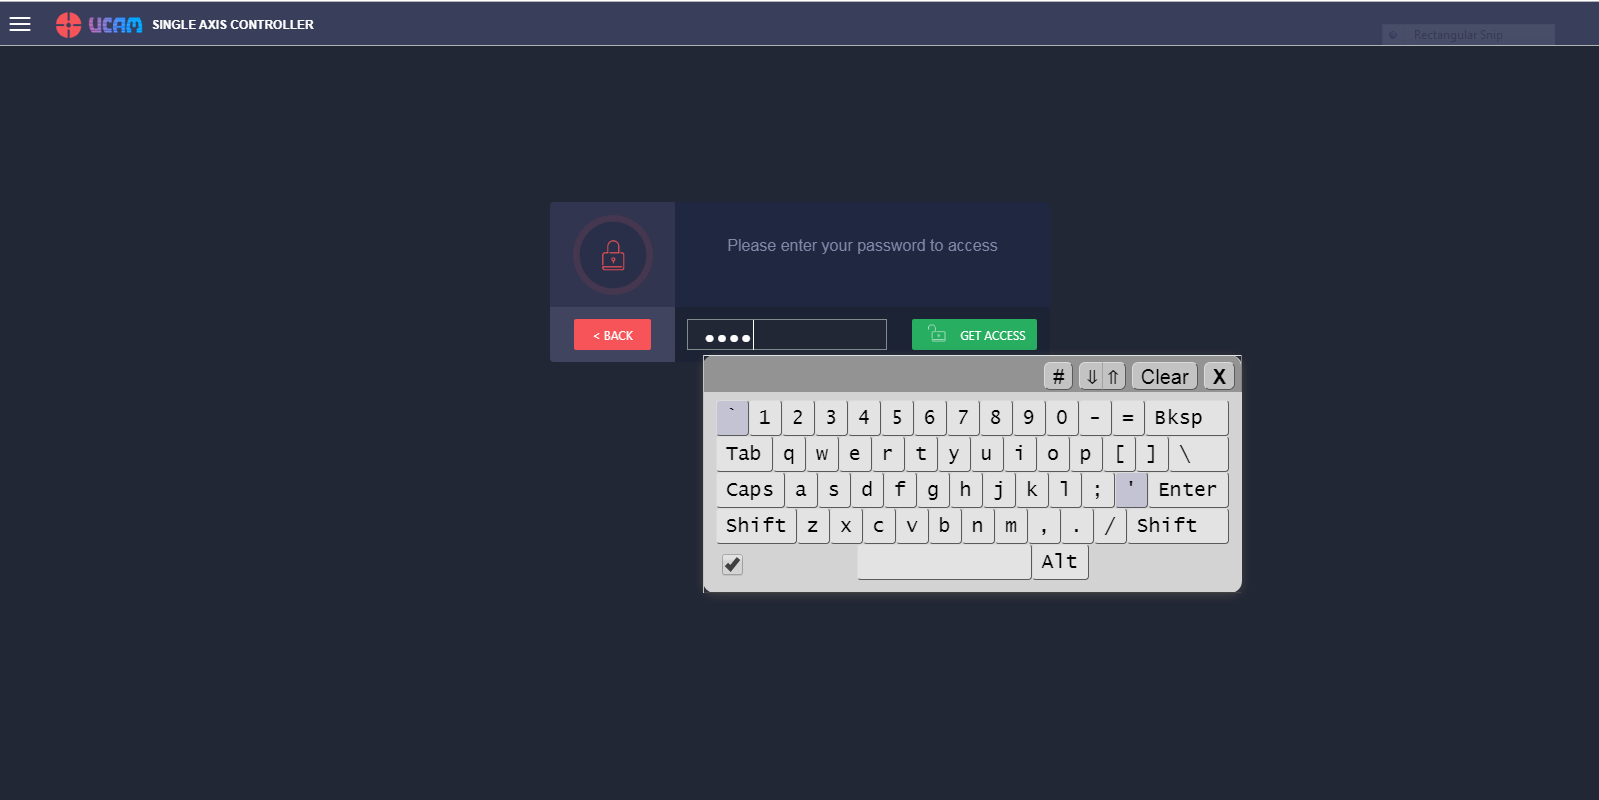 UCAM SINGLE AXIS CONTROLLER
Rectangular Snip
Please enter your password to access
< BACK
GET ACCESS
# ⇓ ⇑ Clear X
` 1 2 3 4 5 6 7 8 9 0 - = Bksp
Tab q w e r t y u i o p [ ] \
Caps a s d f g h j k l ; ' Enter
Shift z x c v b n m , . / Shift
Alt